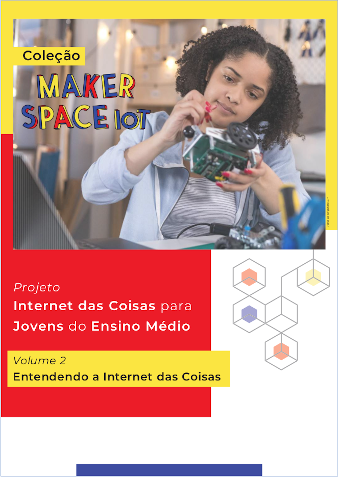 Coleção
MAKER
SPACE IOT
Projeto
Internet das Coisas para
Jovens do Ensino Médio
Volume 2
Entendendo a Internet das Coisas